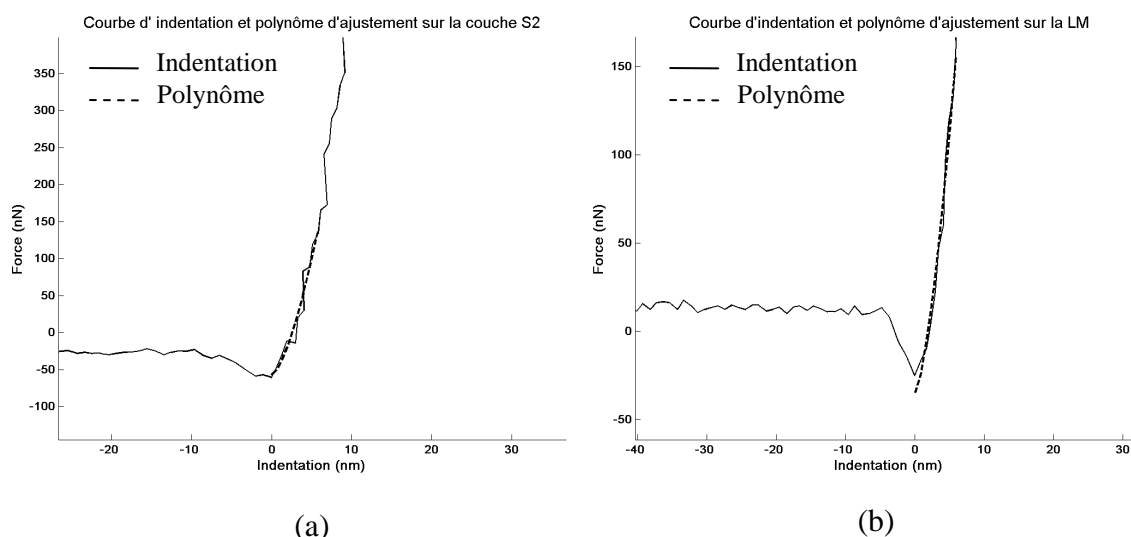 Courbe d' indentation et polynôme d'ajustement sur la couche S2
Indentation
Polynôme
350
300
250
200
150
100
50
0
-50
-100
Force (nN)
-20
-10
0
10
20
30
Indentation (nm)
(a)
Courbe d'indentation et polynôme d'ajustement sur la LM
Indentation
Polynôme
150
100
50
0
-50
Force (nN)
-40
-30
-20
-10
0
10
20
30
Indentation (nm)
(b)